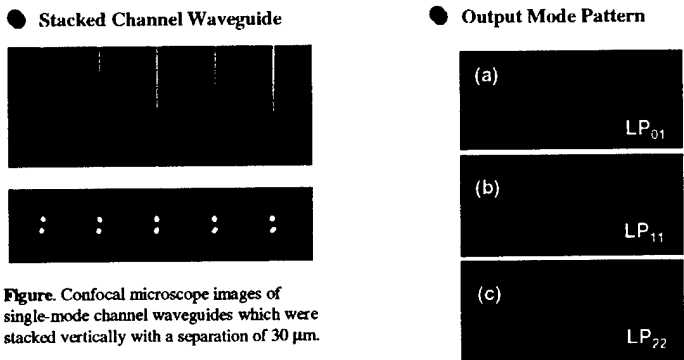 Stacked Channel Waveguide
Figure. Confocal microscope images of
single-mode channel waveguides which were
stacked vertically with a separation of 30 μm.
Output Mode Pattern
(a)
LP₀₁
(b)
LP₁₁
(c)
LP₂₂